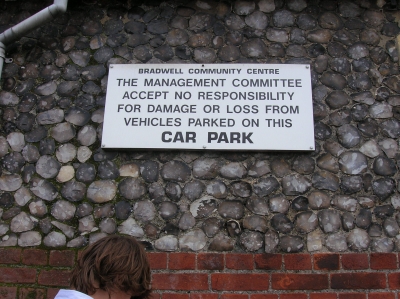 BRADWELL COMMUNITY CENTRE
THE MANAGEMENT COMMITTEE
ACCEPT NO RESPONSIBILITY
FOR DAMAGE OR LOSS FROM
VEHICLES PARKED ON THIS
CAR PARK